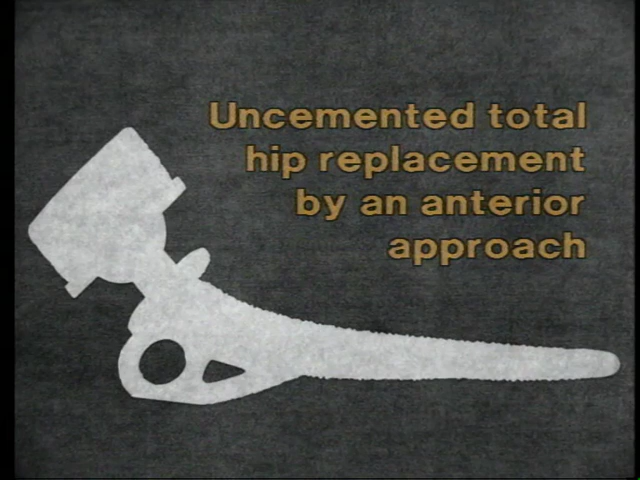 Uncemented total
hip replacement
by an anterior
approach